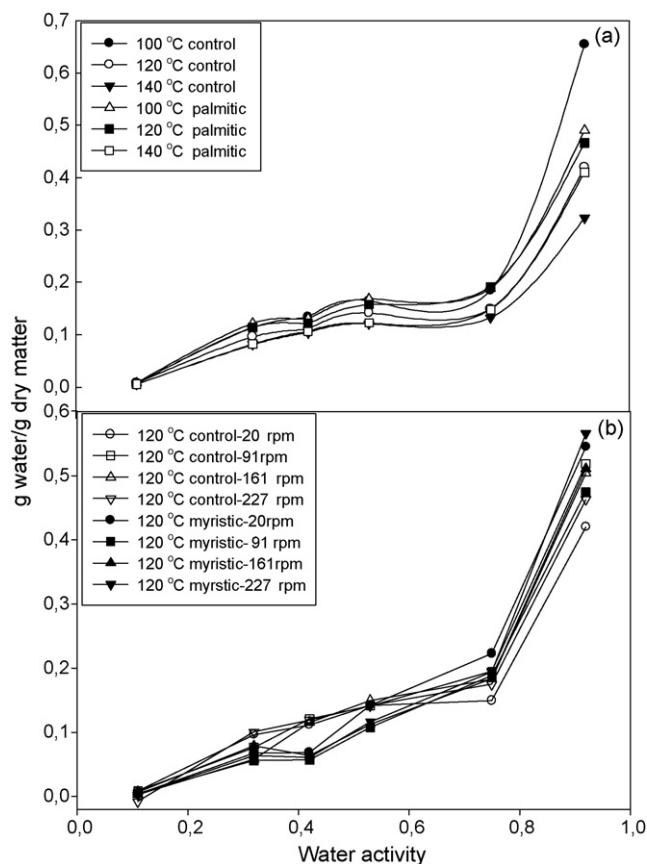 0,7
0,6
0,5
0,4
0,3
0,2
0,1
0,0
(a)
100 °C control
120 °C control
140 °C control
100 °C palmitic
120 °C palmitic
140 °C palmitic
g water/g dry matter
0,6
0,5
0,4
0,3
0,2
0,1
0,0
(b)
120 °C control-20 rpm
120 °C control-91rpm
120 °C control-161 rpm
120 °C control-227 rpm
120 °C myristic-20rpm
120 °C myristic- 91 rpm
120 °C myristic-161rpm
120 °C myrstic-227 rpm
0,0 0,2 0,4 0,6 0,8 1,0
Water activity